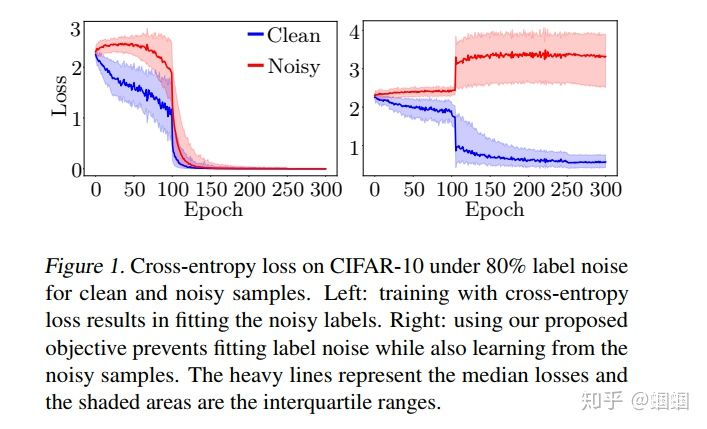 3
2
1
0
Loss
Clean
Noisy
0 50 100 150 200 250 300
Epoch
4
3
2
1
0 50 100 150 200 250 300
Epoch
Figure 1. Cross-entropy loss on CIFAR-10 under 80% label noise
for clean and noisy samples. Left: training with cross-entropy
loss results in fitting the noisy labels. Right: using our proposed
objective prevents fitting label noise while also learning from the
noisy samples. The heavy lines represent the median losses and
the shaded areas are the interquartile ranges.
知乎 @蝈蝈